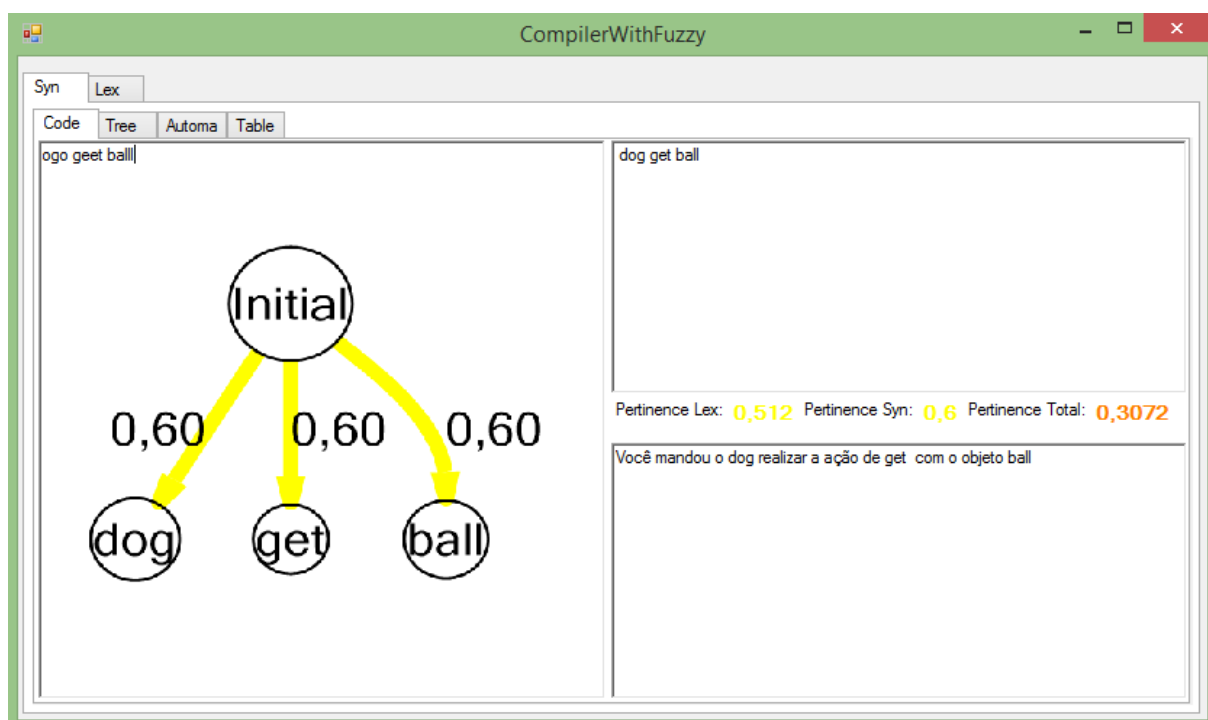 CompilerWithFuzzy
Syn Lex
Code Tree Automa Table
ogo geet balll
Initial
0,60 0,60 0,60
dog get ball
dog get ball
Pertinence Lex: 0,512 Pertinence Syn: 0,6 Pertinence Total: 0,3072
Você mandou o dog realizar a ação de get  com o objeto ball